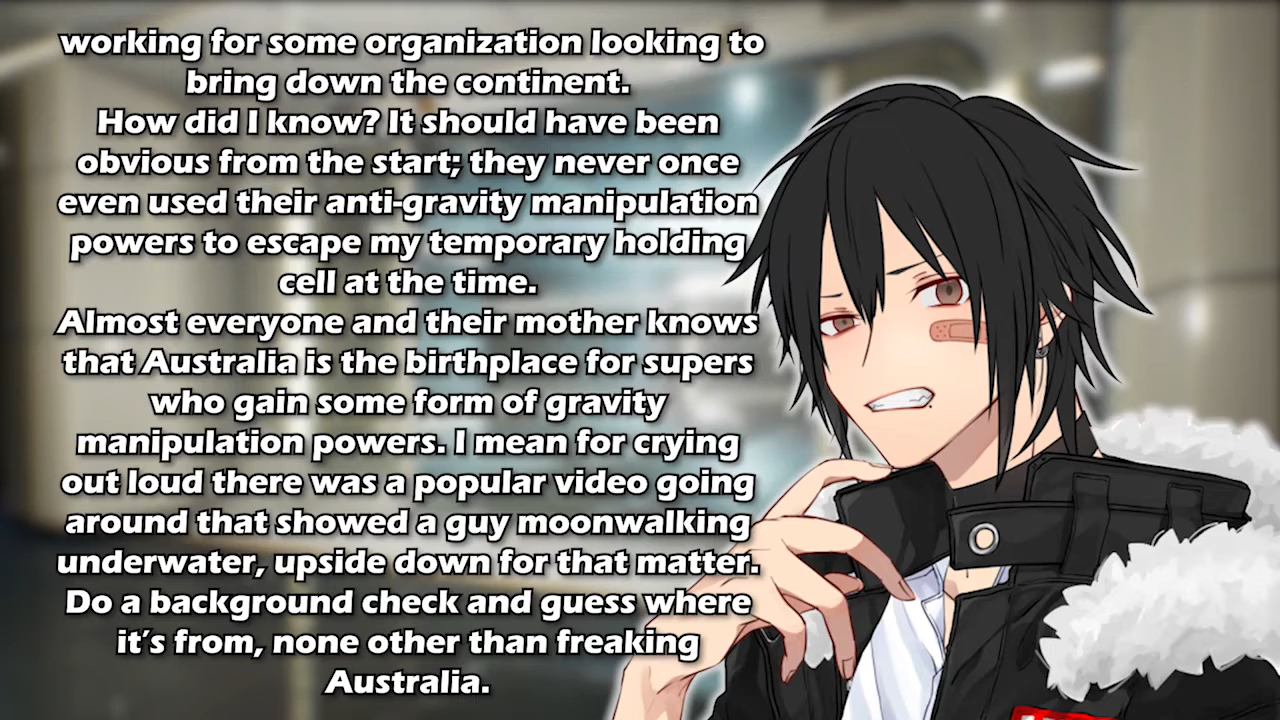 working for some organization looking to
bring down the continent.
How did I know? It should have been
obvious from the start; they never once
even used their anti-gravity manipulation
powers to escape my temporary holding
cell at the time.
Almost everyone and their mother knows
that Australia is the birthplace for supers
who gain some form of gravity
manipulation powers. I mean for crying
out loud there was a popular video going
around that showed a guy moonwalking
underwater, upside down for that matter.
Do a background check and guess where
it's from, none other than freaking
Australia.